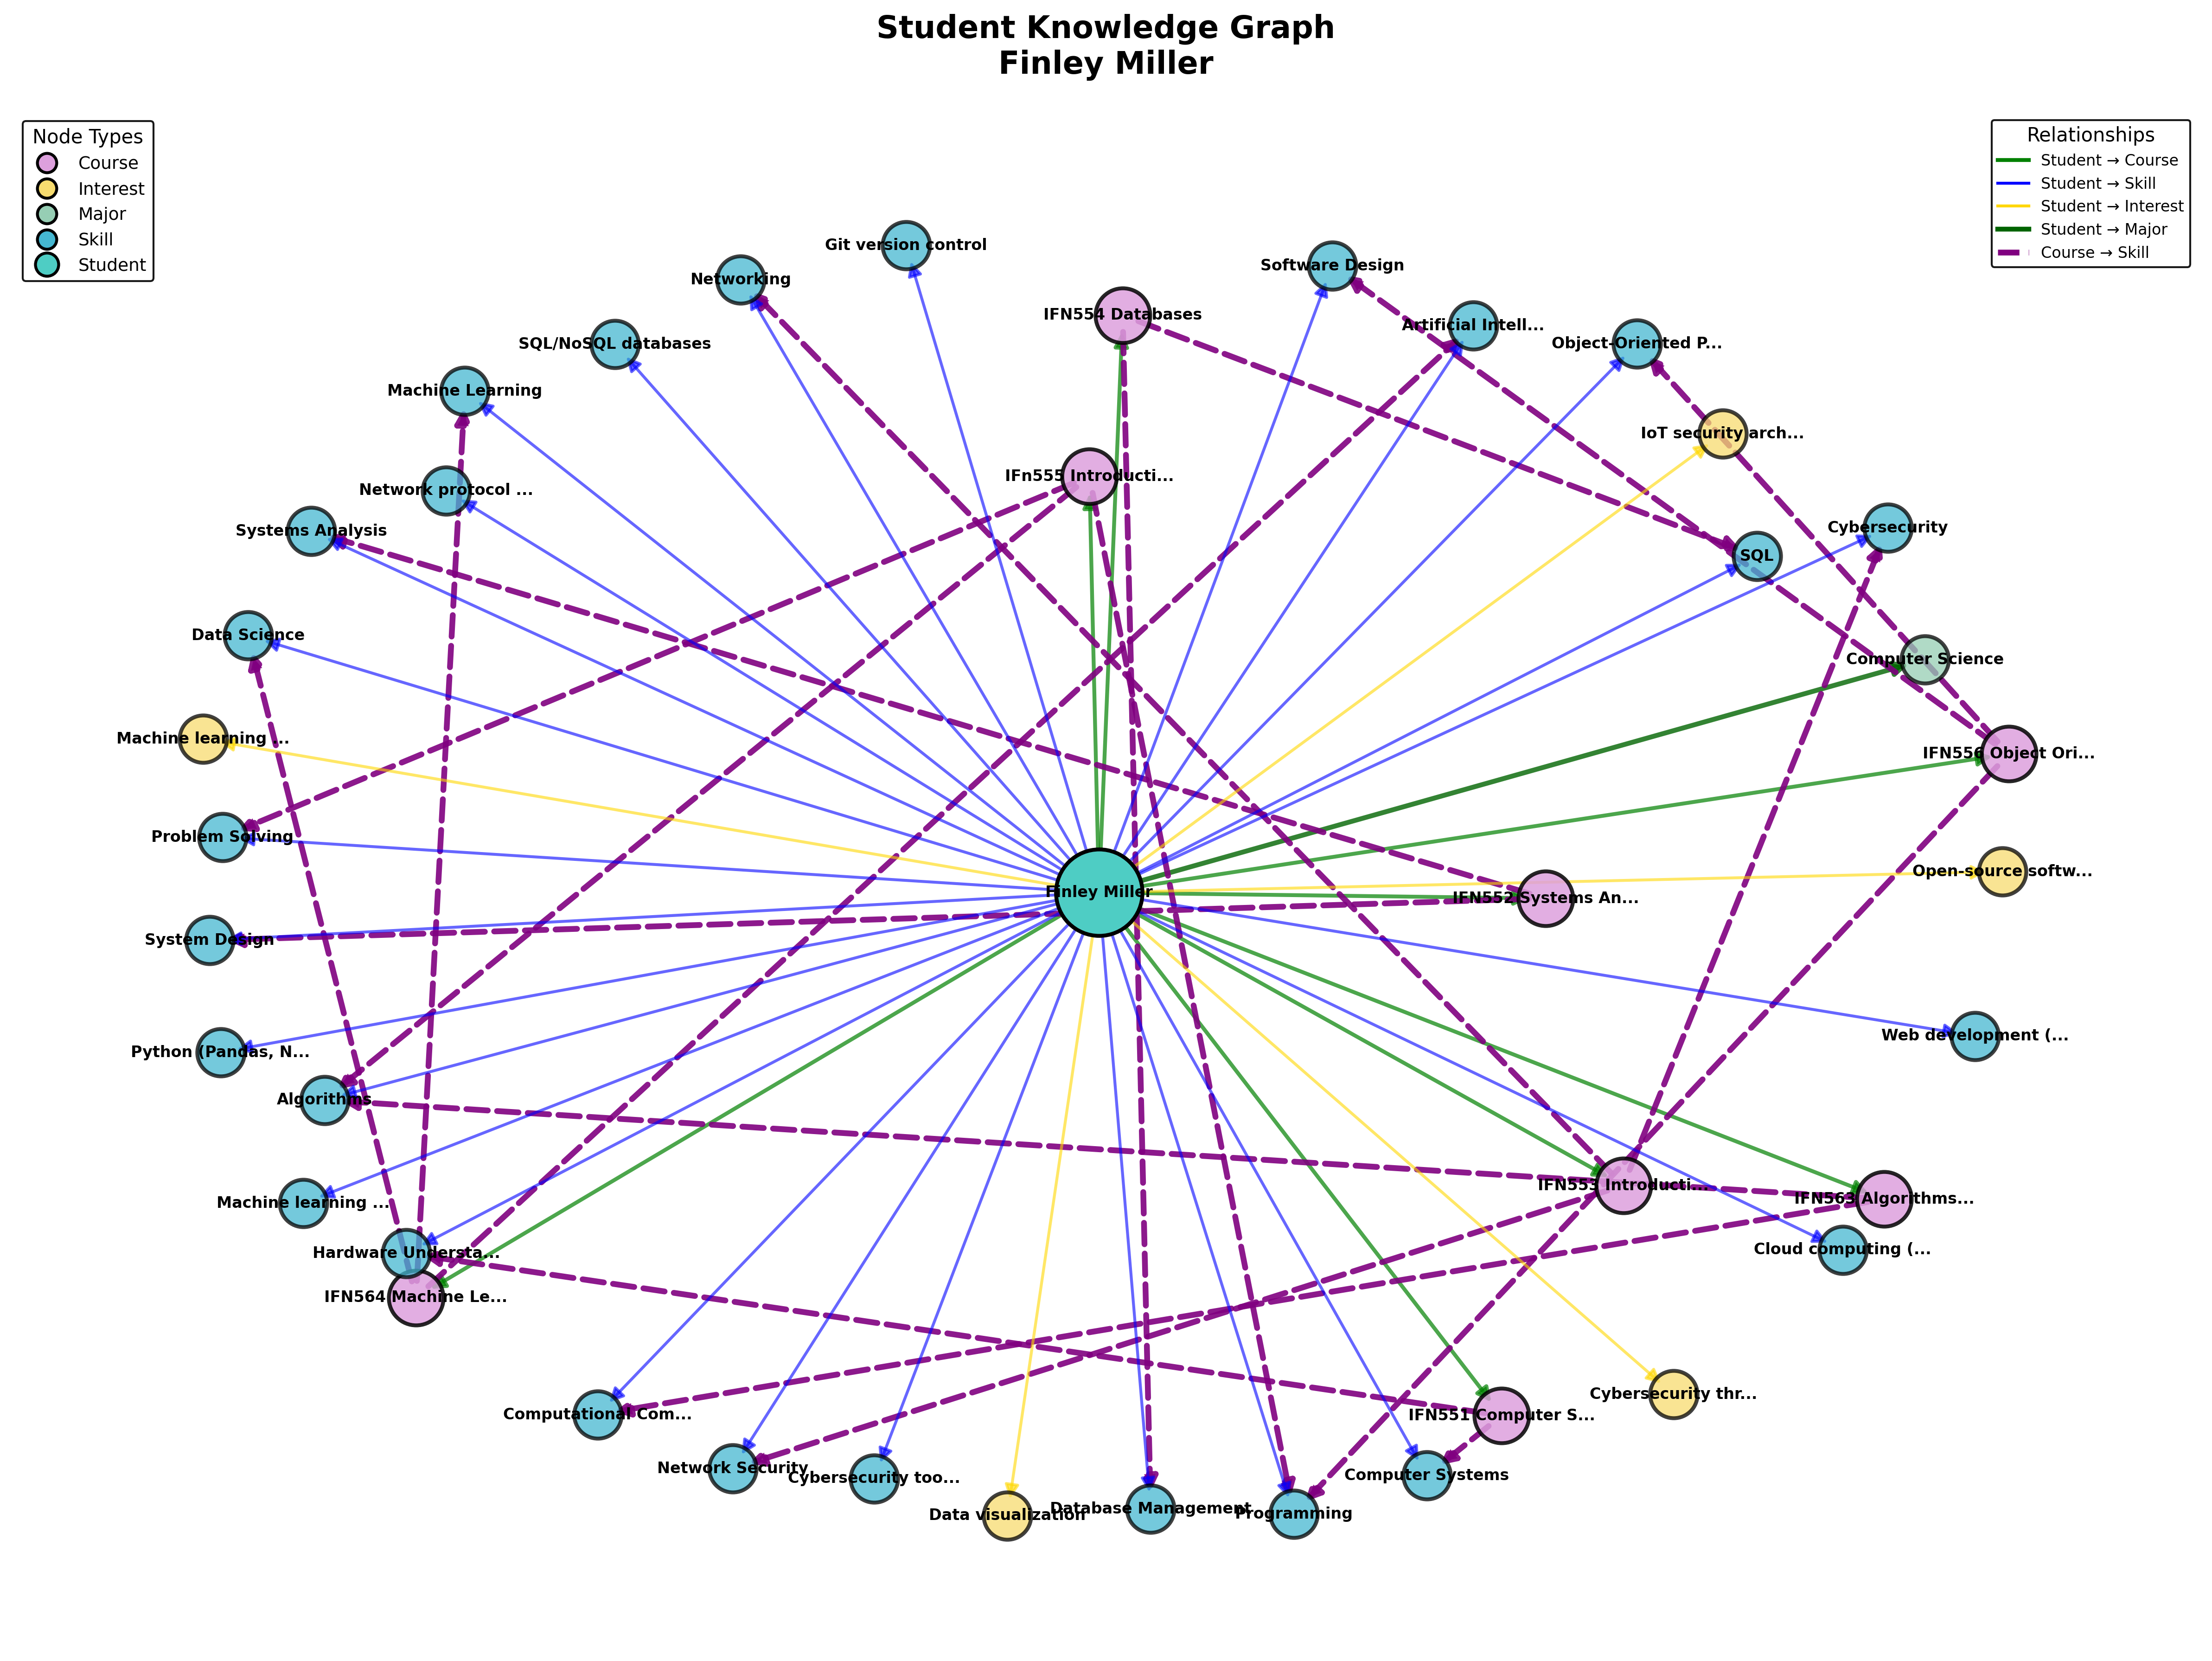 Student Knowledge Graph
Finley Miller
Node Types
Course
Interest
Major
Skill
Student
Relationships
Student → Course
Student → Skill
Student → Interest
Student → Major
Course → Skill
Git version control
Networking
Software Design
IFN554 Databases
Artificial Intell...
SQL/NoSQL databases
Object-Oriented P...
Machine Learning
IoT security arch...
IFn555 Introducti...
Network protocol ...
Systems Analysis
Cybersecurity
SQL
Data Science
Computer Science
Machine learning ...
IFN556 Object Ori...
Problem Solving
Open-source softw...
Finley Miller
IFN552 Systems An...
System Design
Web development (...
Python (Pandas, N...
Algorithms
IFN553 Introducti...
IFN563 Algorithms...
Machine learning ...
Cloud computing (...
Hardware Understa...
IFN564 Machine Le...
Cybersecurity thr...
Computational Com...
IFN551 Computer S...
Network Security
Cybersecurity too...
Computer Systems
Data visualization
Database Management
Programming